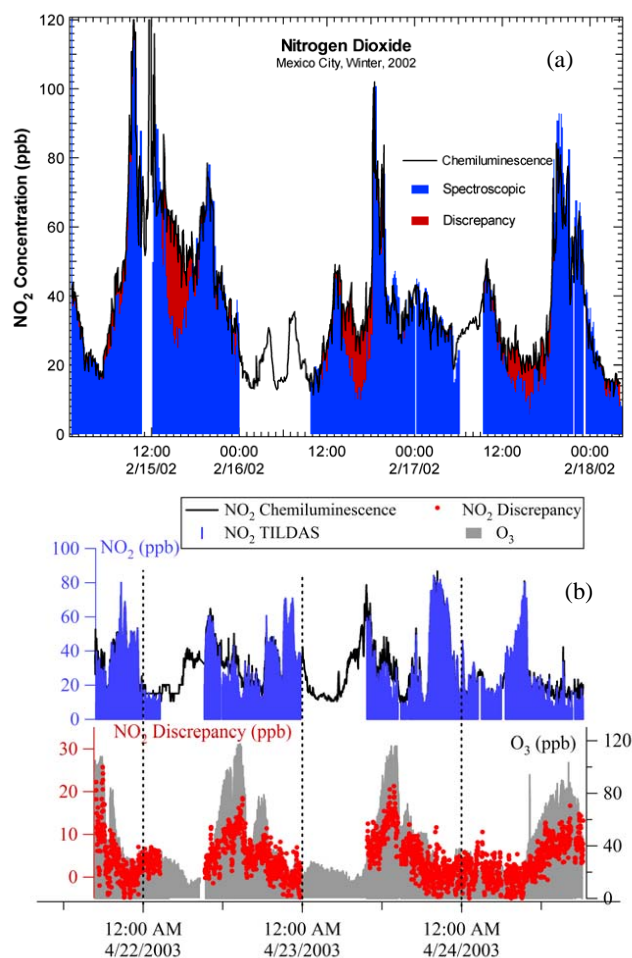 Nitrogen Dioxide
Mexico City, Winter, 2002
(a)
NO₂ Concentration (ppb)
120
100
80
60
40
20
0
Chemiluminescence
Spectroscopic
Discrepancy
12:00
2/15/02
00:00
2/16/02
12:00
00:00
2/17/02
12:00
00:00
2/18/02
NO₂ Chemiluminescence
NO₂ Discrepancy
NO₂ TILDAS
O₃
(b)
NO₂ (ppb)
100
80
60
40
20
0
NO₂ Discrepancy (ppb)
O₃ (ppb)
30
20
10
0
120
80
40
0
12:00 AM
4/22/2003
12:00 AM
4/23/2003
12:00 AM
4/24/2003